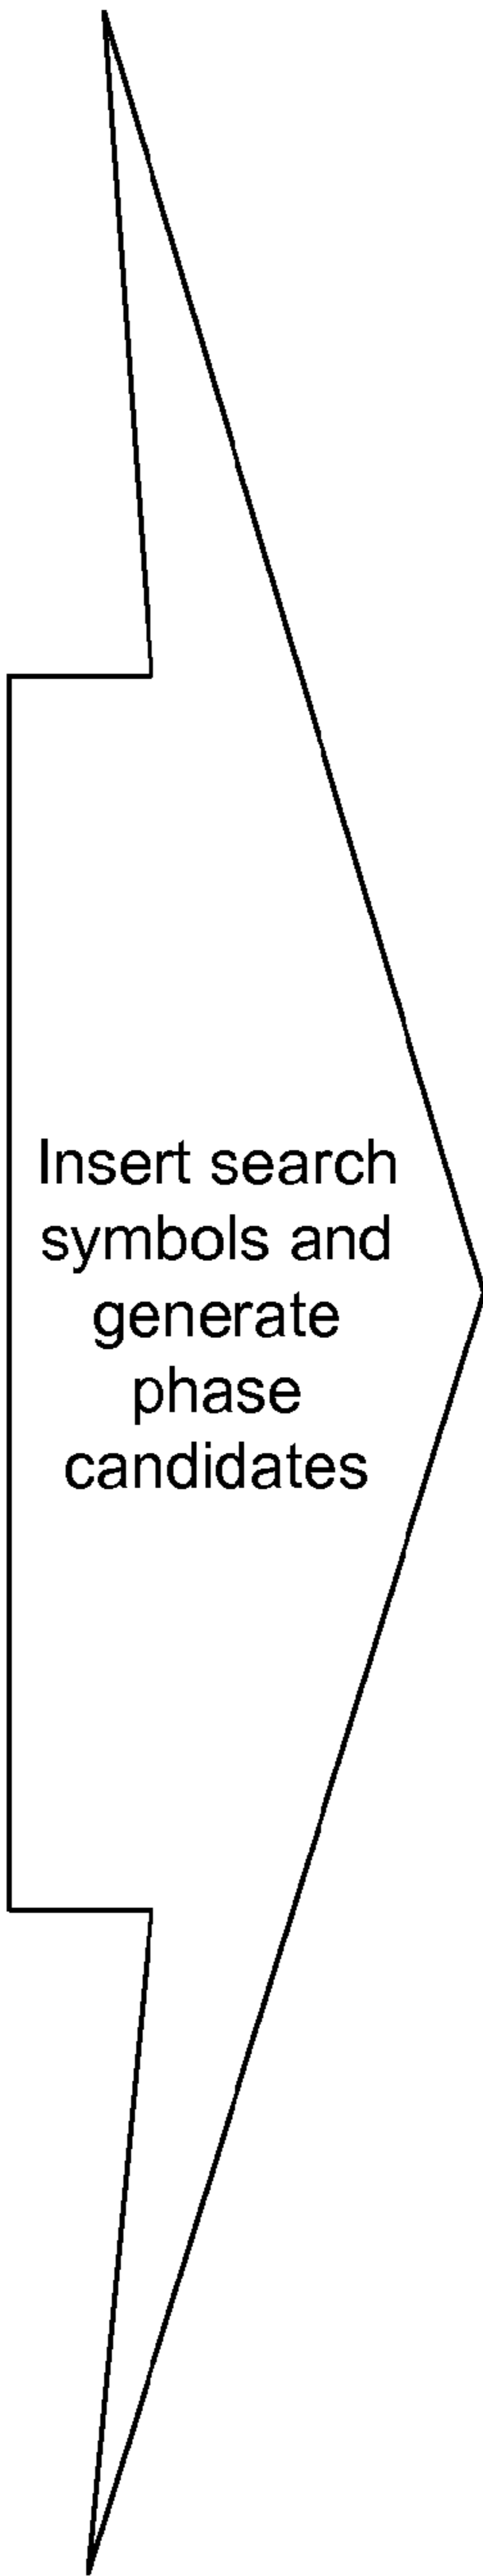 Insert search
symbols and
generate
phase
candidates